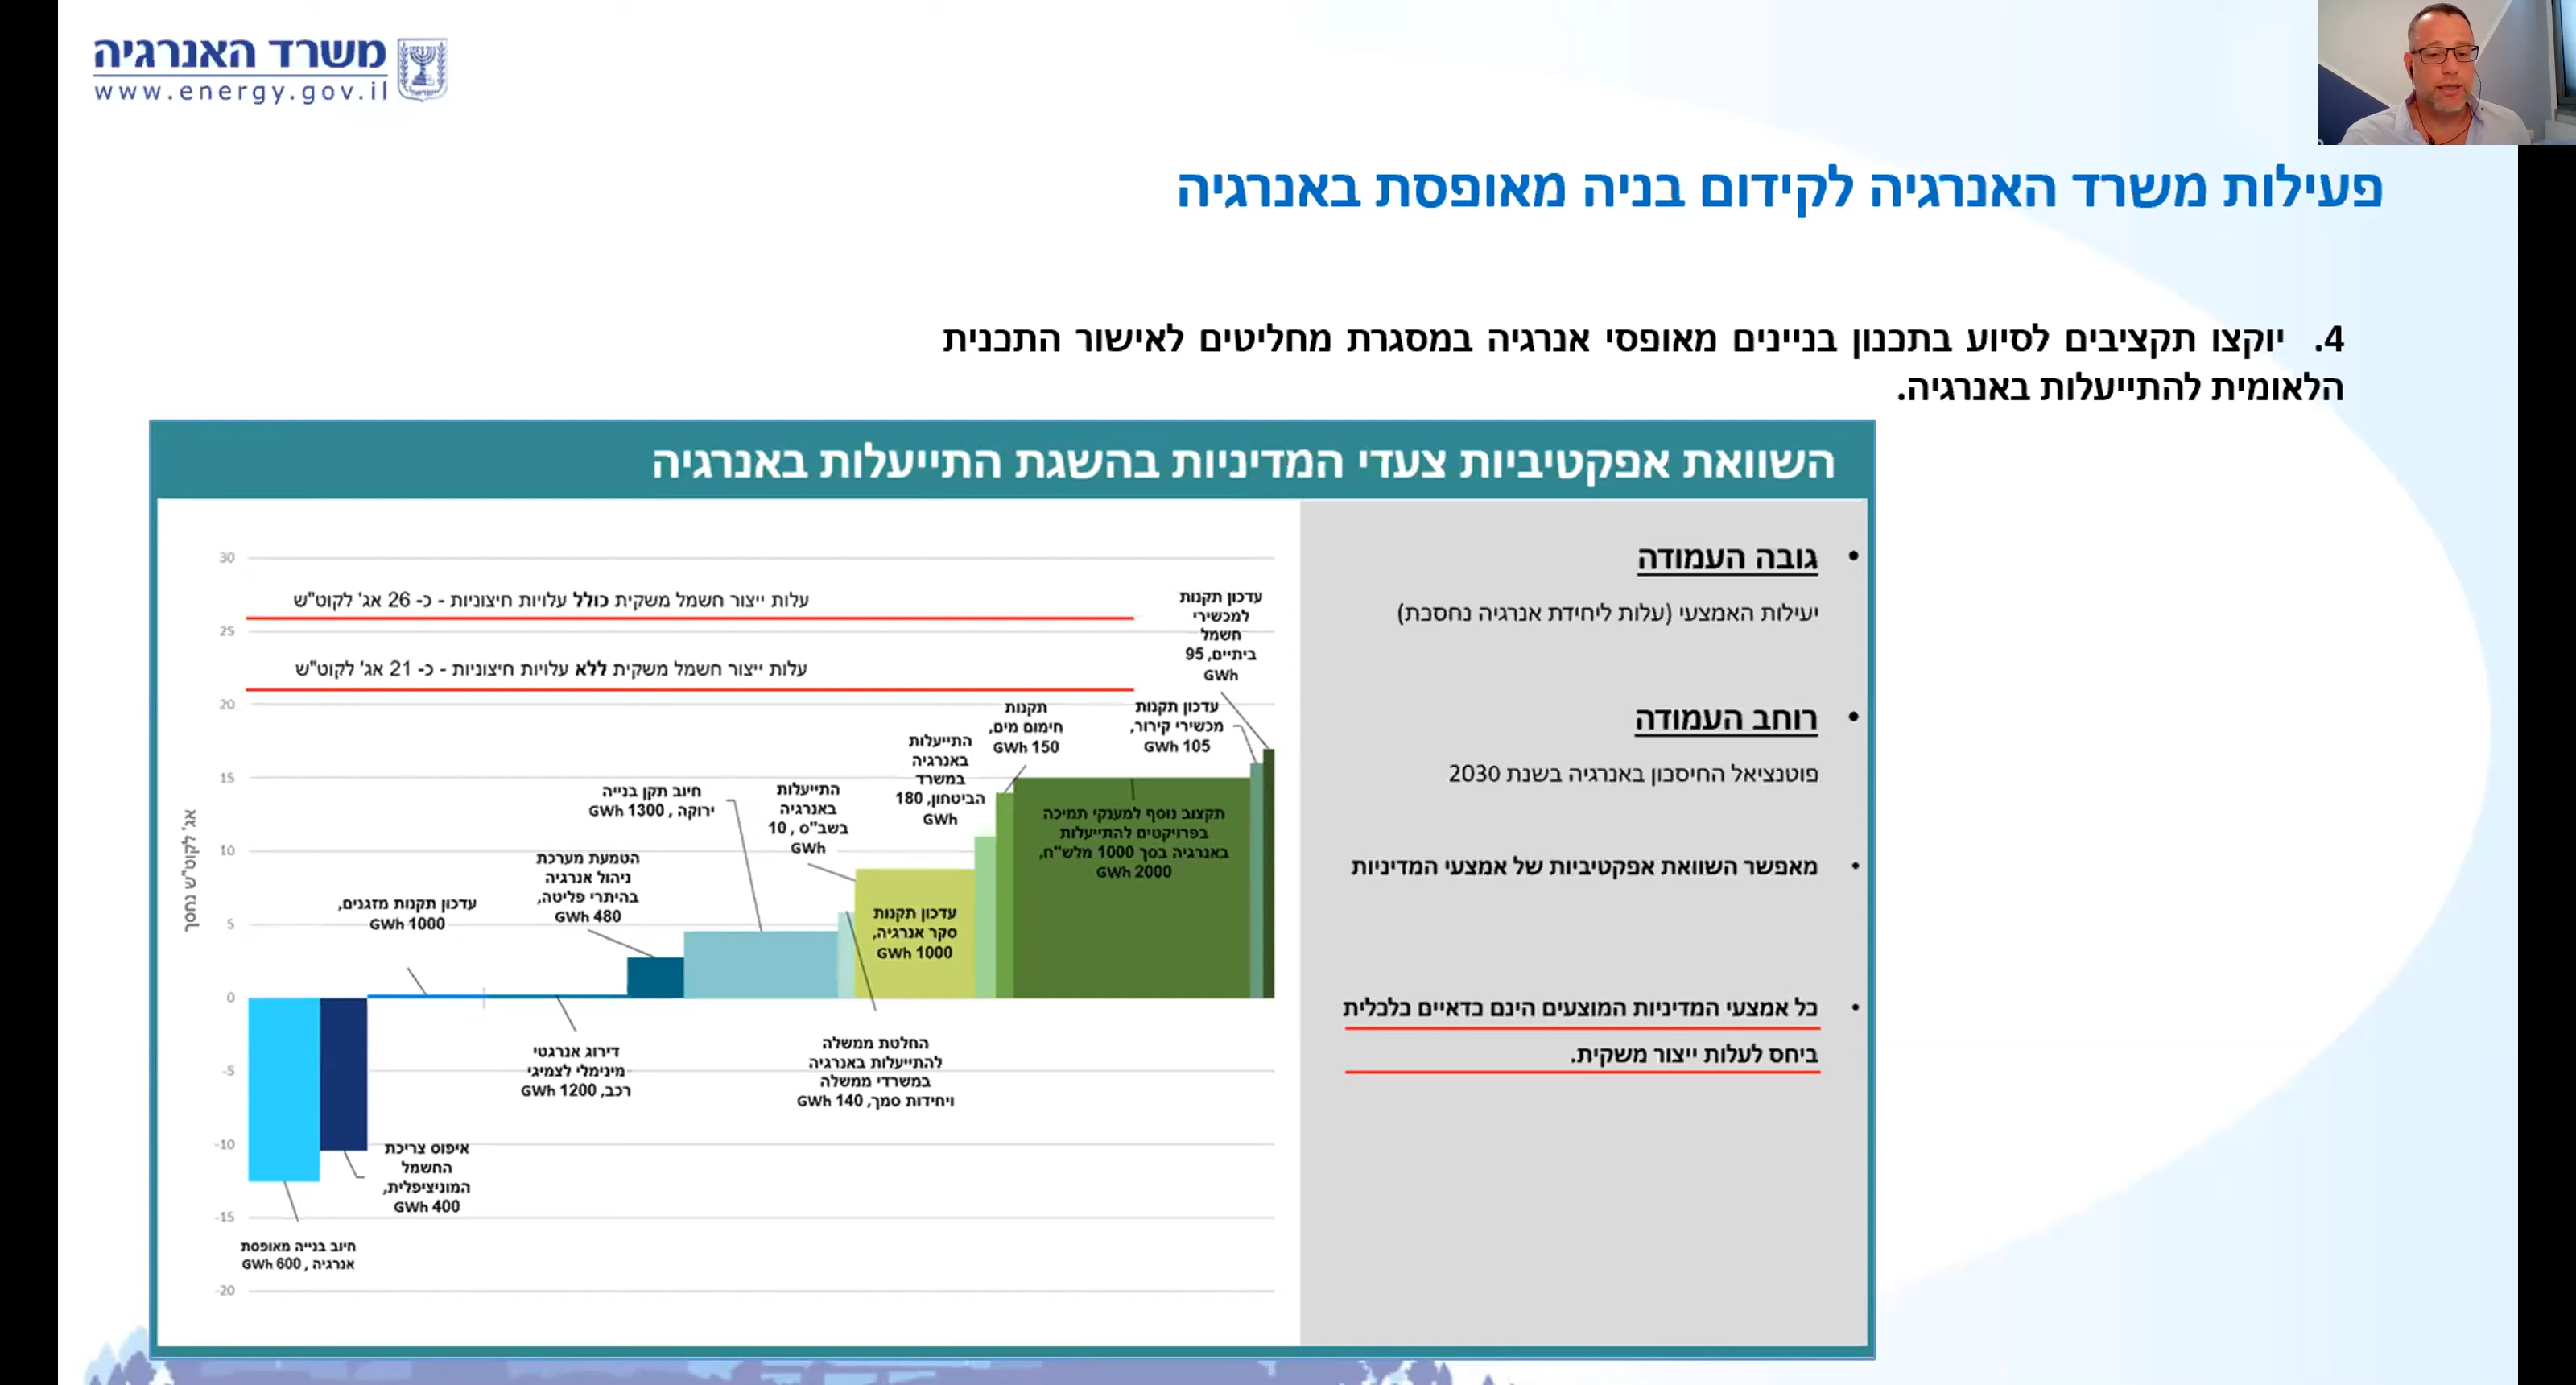 משרד האנרגיה
www.energy.gov.il
פעילות משרד האנרגיה לקידום בניה מאופסת באנרגיה
4. יוקצו תקציבים לסיוע בתכנון בניינים מאופסי אנרגיה במסגרת מחליטים לאישור התכנית
הלאומית להתייעלות באנרגיה.
השוואת אפקטיביות צעדי המדיניות בהשגת התייעלות באנרגיה
• גובה העמודה
יעילות האמצעי (עלות ליחידת אנרגיה נחסכת)
• רוחב העמודה
פוטנציאל החיסכון באנרגיה בשנת 2030
• מאפשר השוואת אפקטיביות של אמצעי המדיניות
• כל אמצעי המדיניות המוצעים הינם כדאיים כלכלית
ביחס לעלות ייצור משקית.
אג' לקוט"ש נחסך
30
25
20
15
10
5
0
-5
-10
-15
-20
עלות ייצור חשמל משקית כולל עלויות חיצוניות - כ- 26 אג' לקוט"ש
עלות ייצור חשמל משקית ללא עלויות חיצוניות - כ- 21 אג' לקוט"ש
חיוב בנייה מאופסת
אנרגיה , 600 GWh
איפוס צריכת
החשמל
המוניציפלית,
400 GWh
עדכון תקנות מזגנים,
1000 GWh
דירוג אנרגטי
מינימלי לצמיגי
רכב, 1200 GWh
הטמעת מערכת
ניהול אנרגיה
בהיתרי פליטה,
480 GWh
חיוב תקן בנייה
ירוקה , 1300 GWh
החלטת ממשלה
להתייעלות באנרגיה
במשרדי ממשלה
ויחידות סמך, 140 GWh
התייעלות
באנרגיה
בשב"ס , 10
GWh
עדכון תקנות
סקר אנרגיה,
1000 GWh
התייעלות
באנרגיה
במשרד
הביטחון, 180
GWh
תקנות
חימום מים,
150 GWh
תקצוב נוסף למענקי תמיכה
בפרויקטים להתייעלות
באנרגיה בסך 1000 מלש"ח,
2000 GWh
עדכון תקנות
מכשירי קירור,
105 GWh
עדכון תקנות
למכשירי
חשמל
ביתיים, 95
GWh